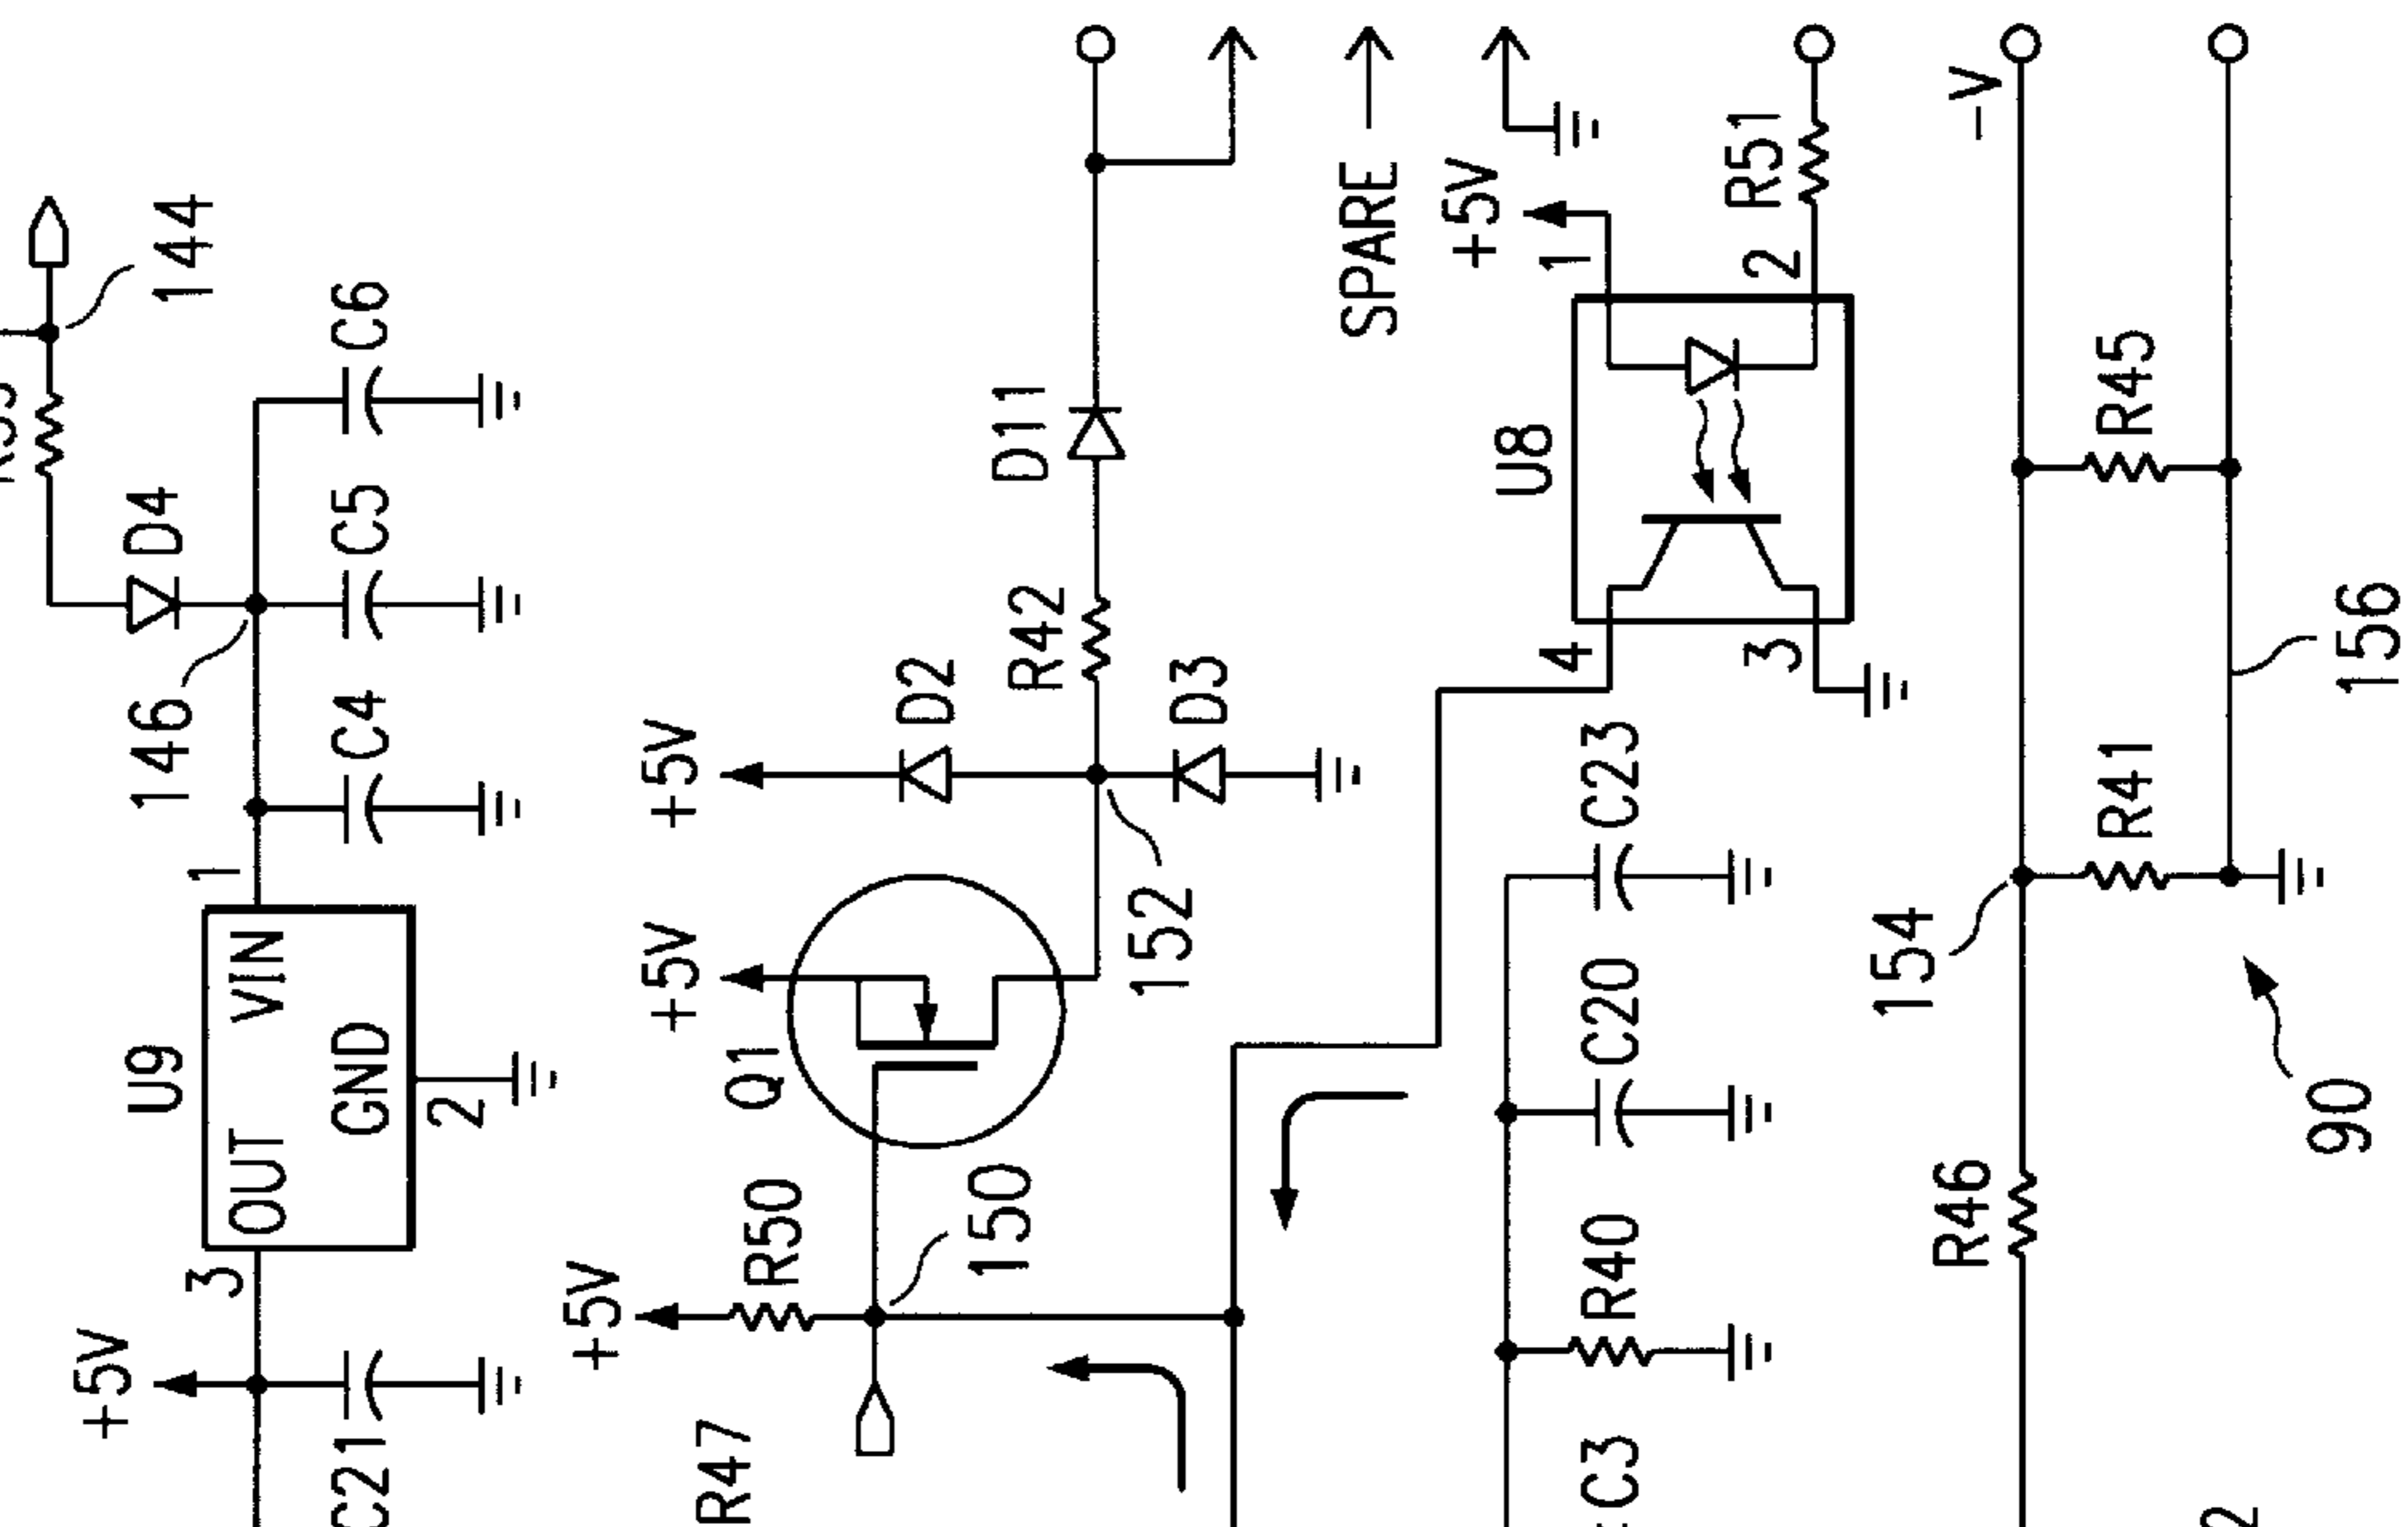 144
C6
D4
C5
146
C4
1
U9
VIN
OUT
GND
2
3
+5V
C21
SPARE
+5V
1
2
R51
U8
4
3
D11
R42
D2
D3
+5V
152
+5V
Q1
R50
150
+5V
R47
C23
C20
R40
C3
−V
R45
R41
156
154
90
R46
2